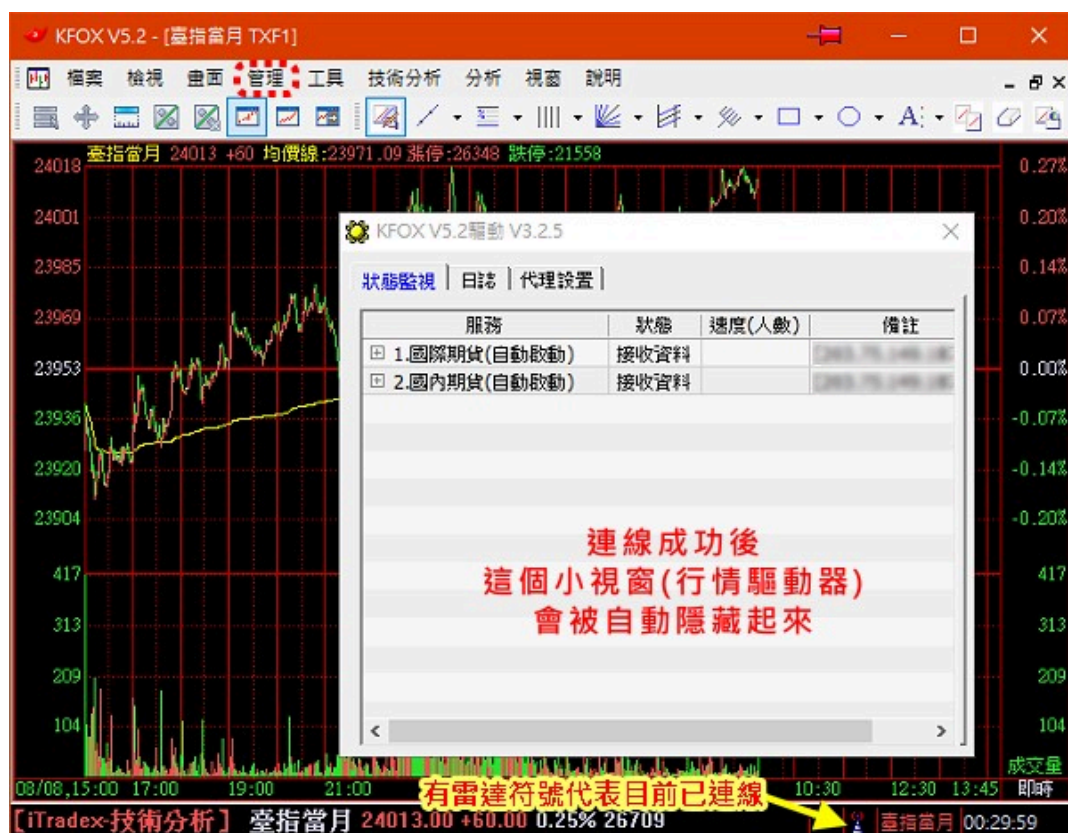 KFOX V5.2 - [臺指當月 TXF1]
檔案 檢視 畫面 管理 工具 技術分析 分析 視窗 說明
臺指當月 24013 +60 均價線:23971.09 漲停:26348 跌停:21558
24018 0.27%
24001 0.20%
23985 0.14%
23969 0.07%
23953 0.00%
23936 -0.07%
23920 -0.14%
23904 -0.20%
417 417
313 313
209 209
104 104
成交量
KFOX V5.2驅動 V3.2.5
狀態監視 日誌 代理設置
服務 狀態 速度(人數) 備註
1.國際期貨(自動啟動) 接收資料
2.國內期貨(自動啟動) 接收資料
連線成功後
這個小視窗(行情驅動器)
會被自動隱藏起來
08/08,15:00 17:00 19:00 21:00 10:30 12:30 13:45 即時
有雷達符號代表目前已連線
[iTradex-技術分析] 臺指當月 24013.00 +60.00 0.25% 26709 臺指當月 00:29:59